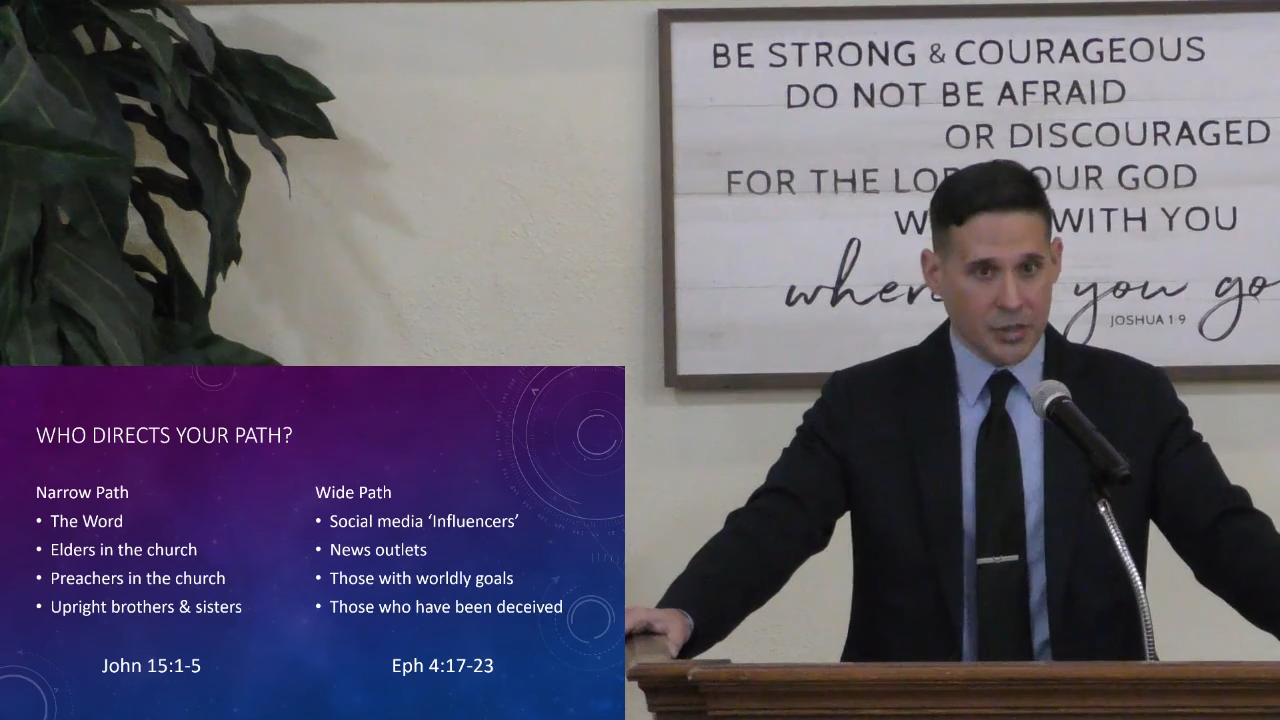 BE STRONG & COURAGEOUS
DO NOT BE AFRAID
OR DISCOURAGED
FOR THE LOR OUR GOD
W WITH YOU
when you go
JOSHUA 1 9
WHO DIRECTS YOUR PATH?
Narrow Path
• The Word
• Elders in the church
• Preachers in the church
• Upright brothers & sisters
John 15:1-5
Wide Path
• Social media ‘Influencers’
• News outlets
• Those with worldly goals
• Those who have been deceived
Eph 4:17-23